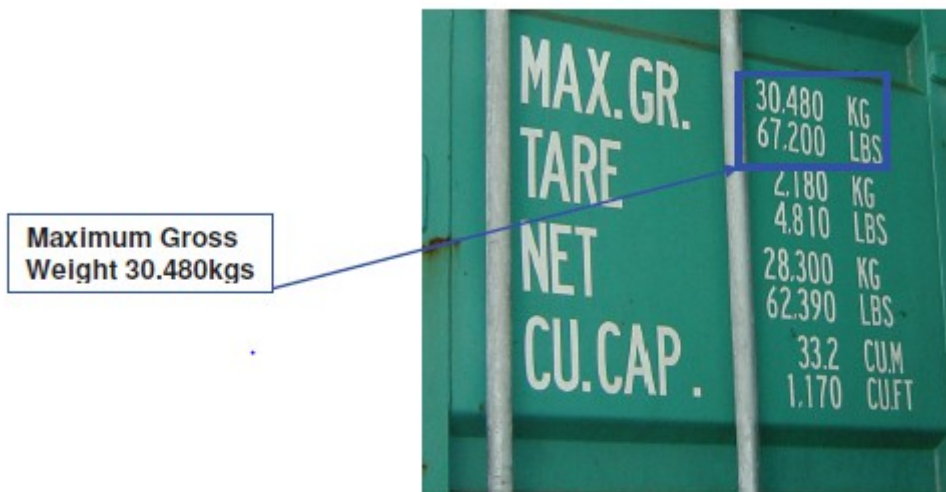 Maximum Gross
Weight 30.480kgs
MAX.GR. 30.480 KG
67.200 LBS
TARE 2.180 KG
4.810 LBS
NET 28.300 KG
62.390 LBS
CU.CAP. 33.2 CU.M
1.170 CU.FT